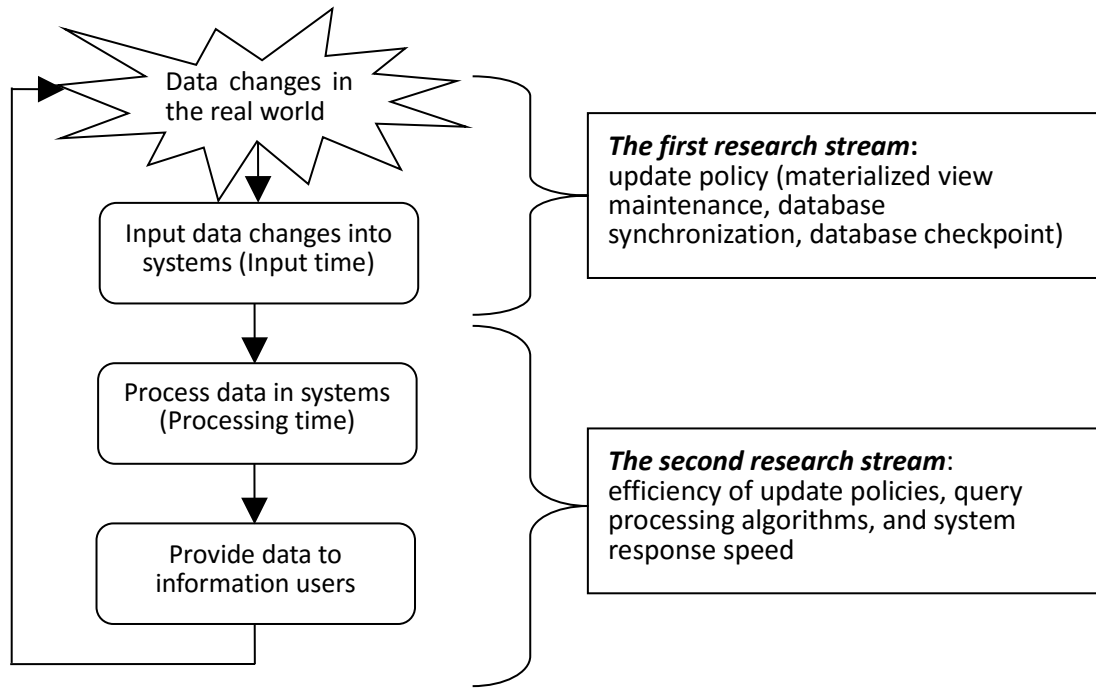 Data changes in
the real world
Input data changes into
systems (Input time)
Process data in systems
(Processing time)
Provide data to
information users
The first research stream:
update policy (materialized view
maintenance, database
synchronization, database checkpoint)
The second research stream:
efficiency of update policies, query
processing algorithms, and system
response speed